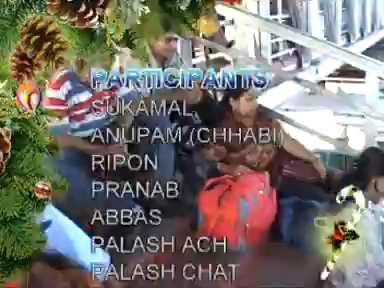 PARTICIPANTS
SUKAMAL
ANUPAM (CHHABI)
RIPON
PRANAB
ABBAS
PALASH ACH
PALASH CHAT